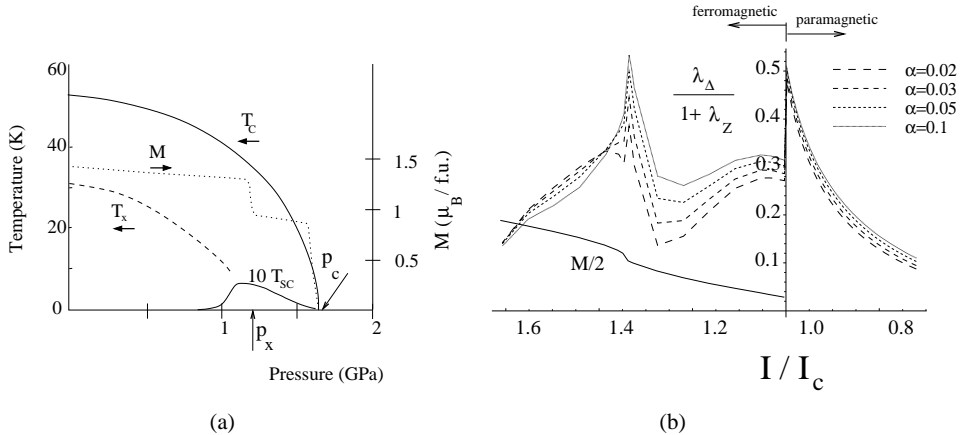 ferromagnetic
paramagnetic
Temperature (K)
60
40
20
0
T_C
M
T_x
10 T_SC
p_c
1
2
p_x
Pressure (GPa)
1.5
1
0.5
M (μ_B / f.u.)
(a)
λ_Δ
1+ λ_Z
0.5
0.4
0.3
0.2
0.1
α=0.02
α=0.03
α=0.05
α=0.1
M/2
1.6
1.4
1.2
1.0
0.8
I / I_c
(b)